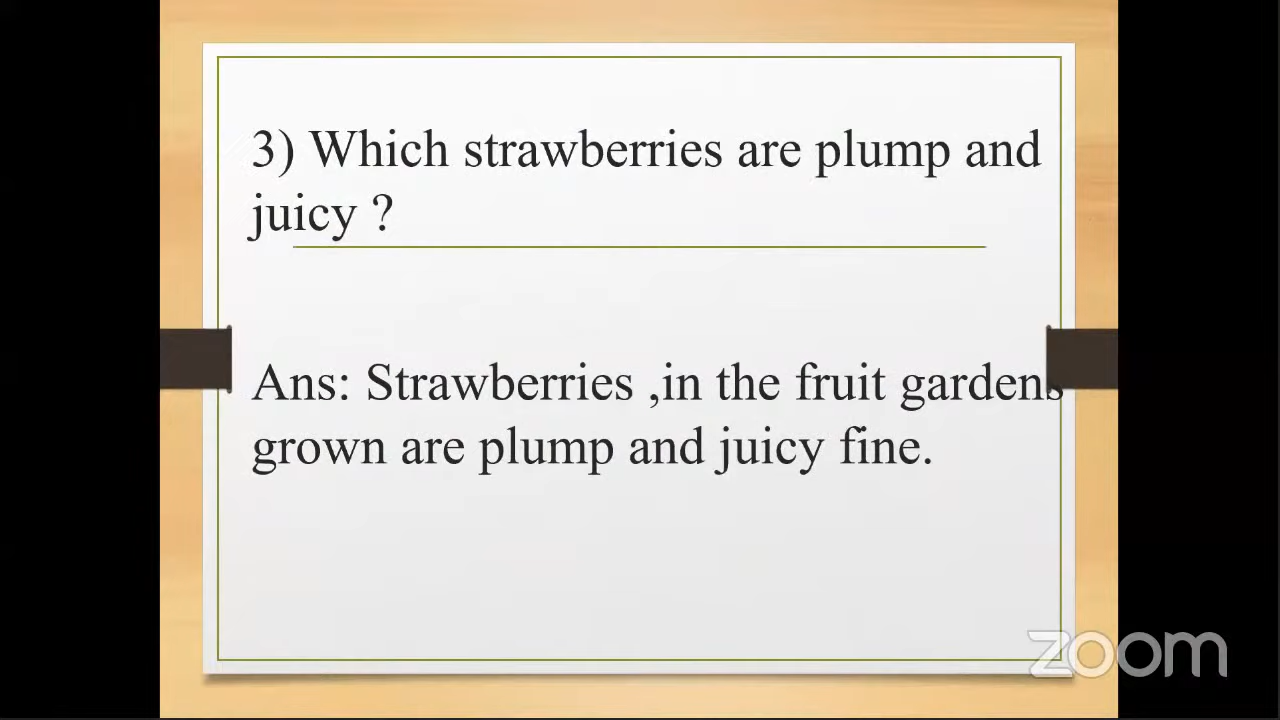 3) Which strawberries are plump and
juicy ?
Ans: Strawberries ,in the fruit gardens
grown are plump and juicy fine.
zoom